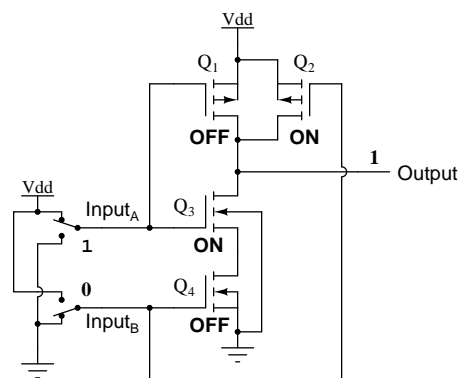 Vdd
Q1
Q2
OFF
ON
1
Output
Vdd
InputA
Q3
1
ON
0
Q4
InputB
OFF